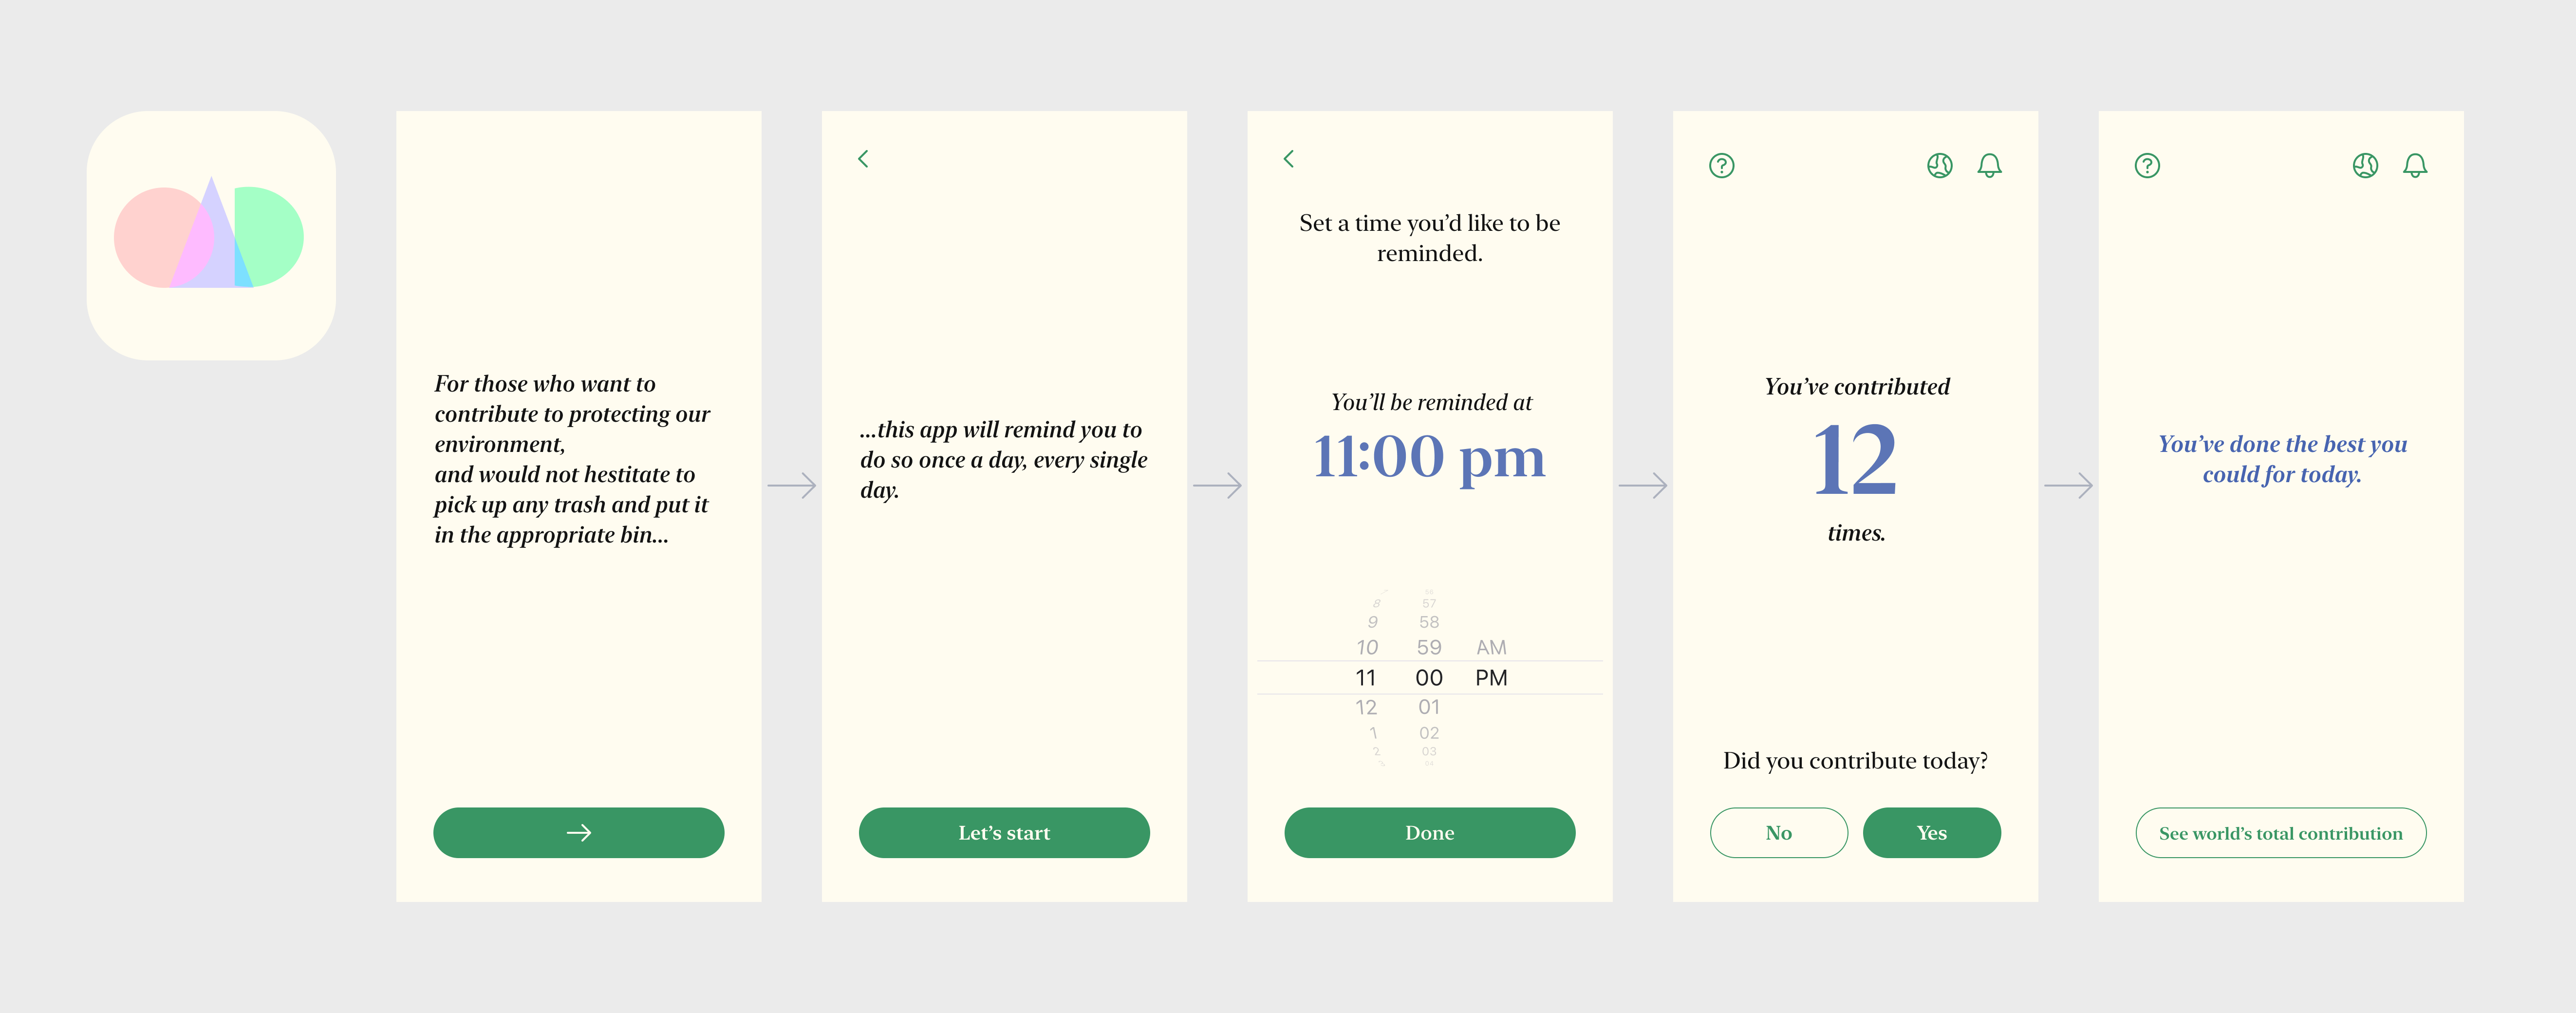 For those who want to
contribute to protecting our
environment,
and would not hestitate to
pick up any trash and put it
in the appropriate bin...
...this app will remind you to
do so once a day, every single
day.
Let's start
Set a time you'd like to be
reminded.
You'll be reminded at
11:00 pm
8 57
9 58
10 59 AM
11 00 PM
12 01
1 02
2 03
Done
You've contributed
12
times.
Did you contribute today?
No Yes
You've done the best you
could for today.
See world's total contribution